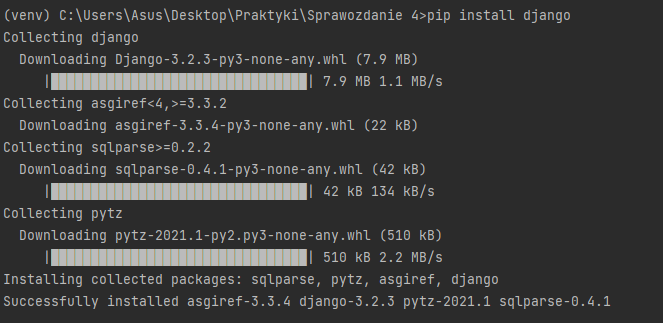 (venv) C:\Users\Asus\Desktop\Praktyki\Sprawozdanie 4>pip install django
Collecting django
  Downloading Django-3.2.3-py3-none-any.whl (7.9 MB)
     |████████████████████████████████| 7.9 MB 1.1 MB/s
Collecting asgiref<4,>=3.3.2
  Downloading asgiref-3.3.4-py3-none-any.whl (22 kB)
Collecting sqlparse>=0.2.2
  Downloading sqlparse-0.4.1-py3-none-any.whl (42 kB)
     |████████████████████████████████| 42 kB 134 kB/s
Collecting pytz
  Downloading pytz-2021.1-py2.py3-none-any.whl (510 kB)
     |████████████████████████████████| 510 kB 2.2 MB/s
Installing collected packages: sqlparse, pytz, asgiref, django
Successfully installed asgiref-3.3.4 django-3.2.3 pytz-2021.1 sqlparse-0.4.1